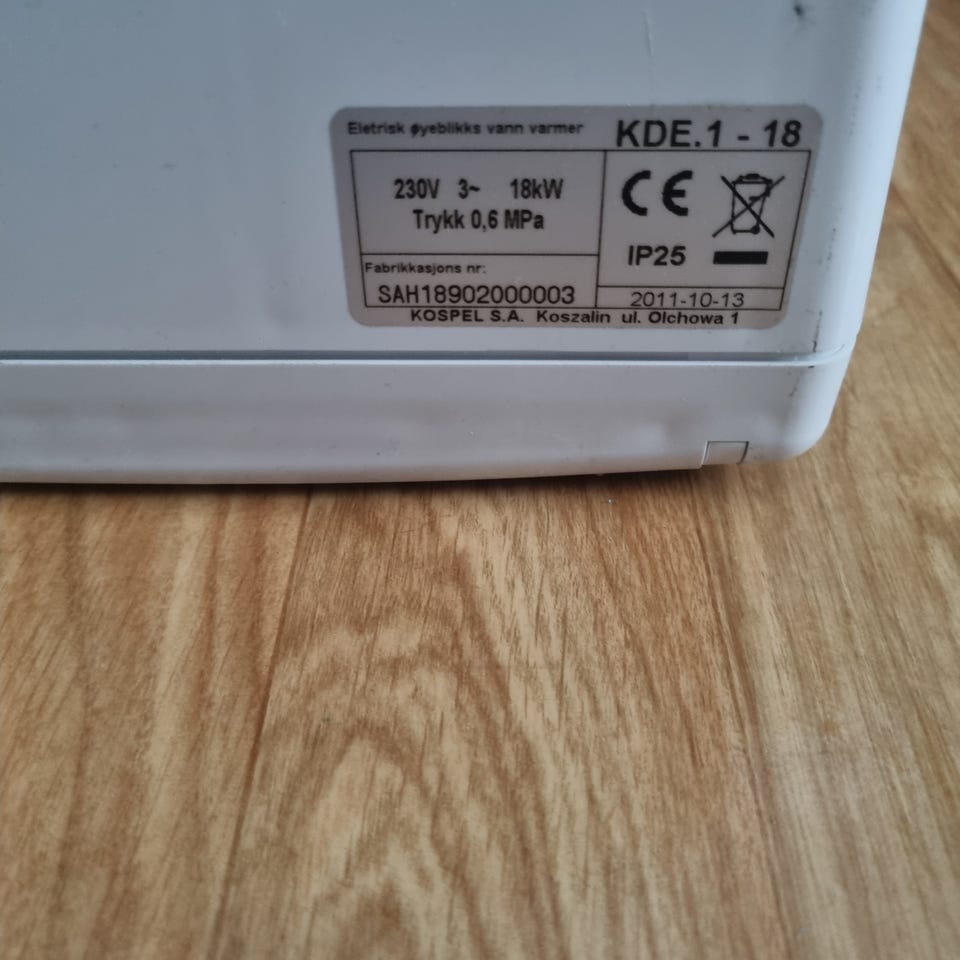 Eletrisk øyeblikks vann varmer KDE.1 - 18
230V 3~ 18kW
Trykk 0,6 MPa
CE
IP25
Fabrikkasjons nr:
SAH18902000003
2011-10-13
KOSPEL S.A. Koszalin ul. Olchowa 1